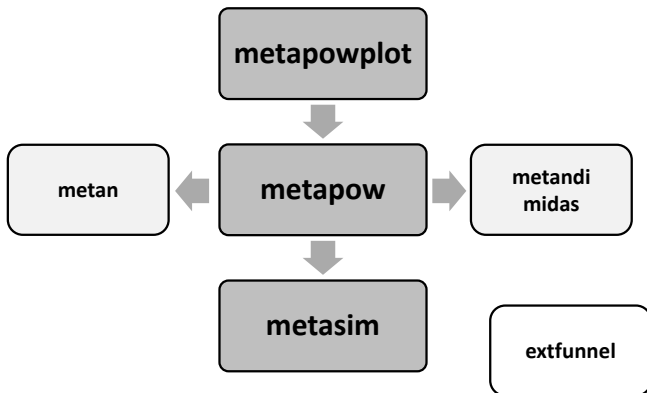 metapowplot
metan
metapow
metandi
midas
metasim
extfunnel